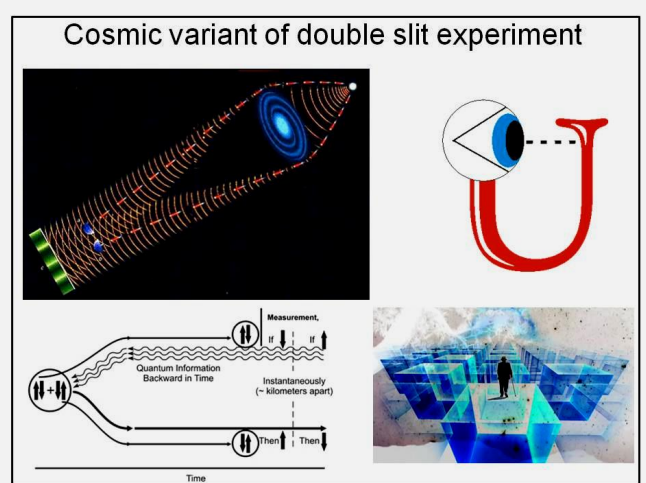 Cosmic variant of double slit experiment
Measurement,
If If
Quantum Information
Backward in Time
Instantaneously
(~ kilometers apart)
+
Then Then
Time